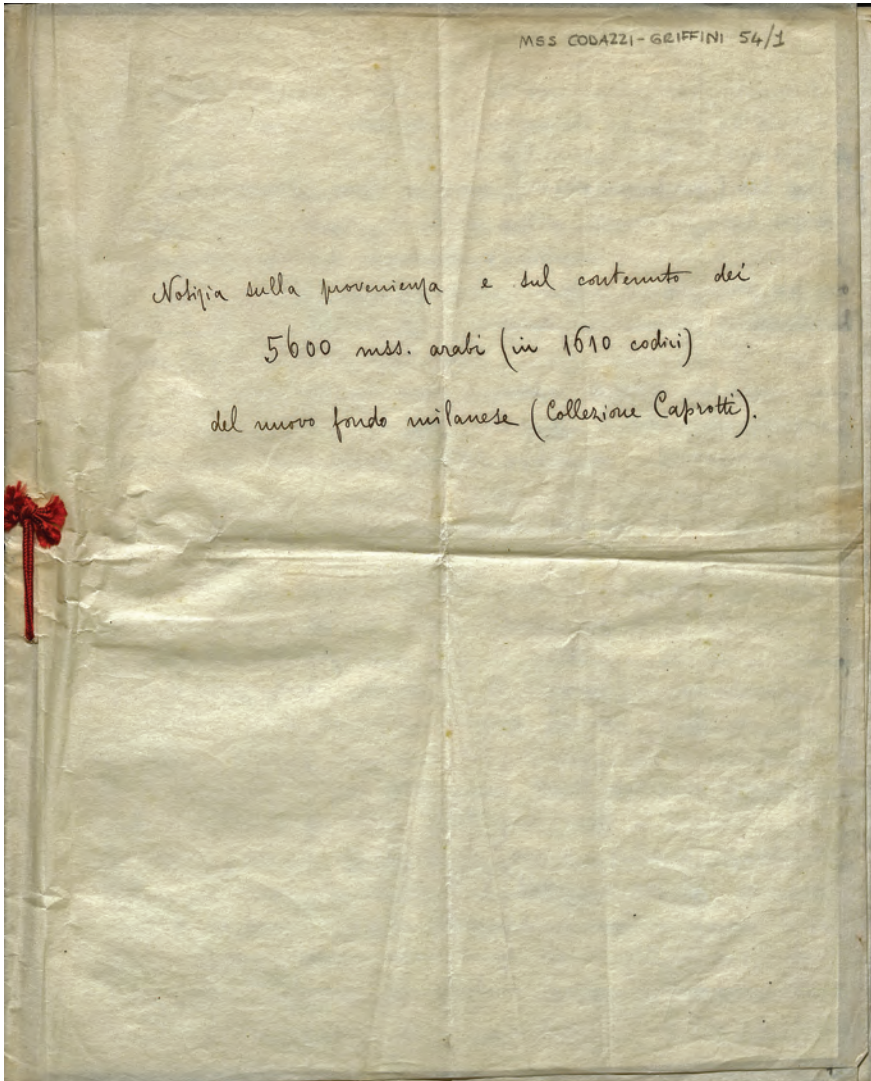 MSS CODAZZI-GRIFFINI 54/1
Notizia sulla provenienza e sul contenuto dei
5600 mss. arabi (in 1610 codici)
del nuovo fondo milanese (Collezione Caprotti).